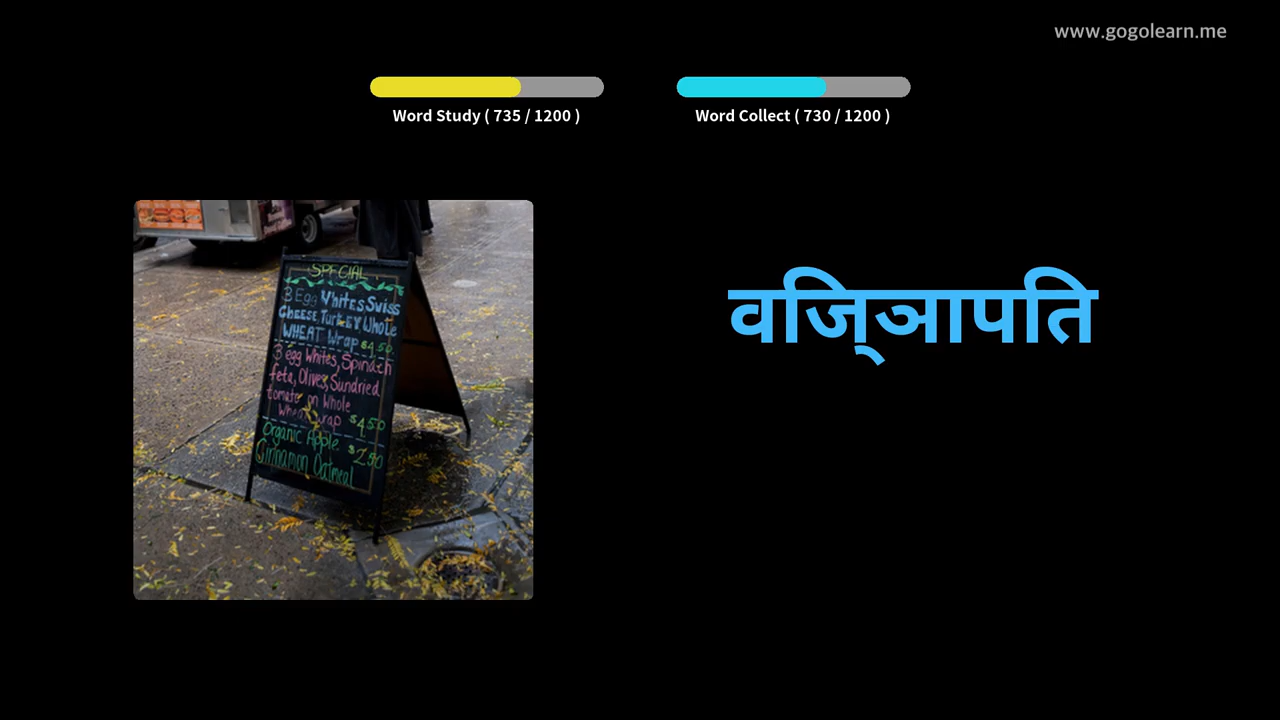 www.gogolearn.me
Word Study ( 735 / 1200 )
Word Collect ( 730 / 1200 )
SPECIAL
3 Egg Whites, Swiss
Cheese, Turkey Whole
WHEAT Wrap $4.50
3 egg Whites, Spinach
feta, Olives, Sundried
tomato on Whole
Wheat Wrap $4.50
Organic Apple $2.50
Cinnamon Oatmeal
वजि्ञापति